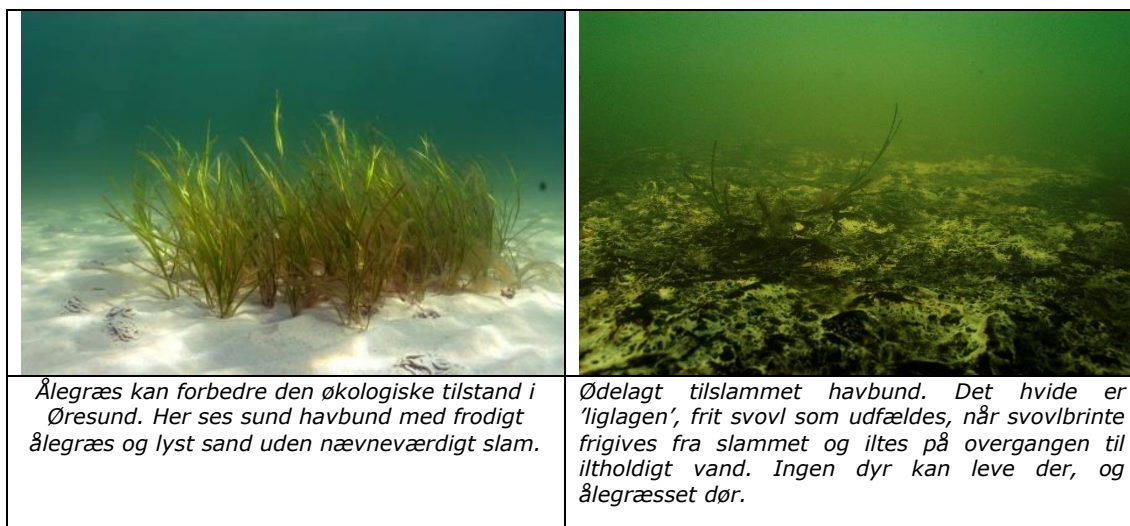 Ålegræs kan forbedre den økologiske tilstand i
Øresund. Her ses sund havbund med frodigt
ålegræs og lyst sand uden nævneværdigt slam.
Ødelagt tilslammet havbund. Det hvide er
’liglagen’, frit svovl som udfældes, når svovlbrinte
frigives fra slammet og iltes på overgangen til
iltholdigt vand. Ingen dyr kan leve der, og
ålegræsset dør.